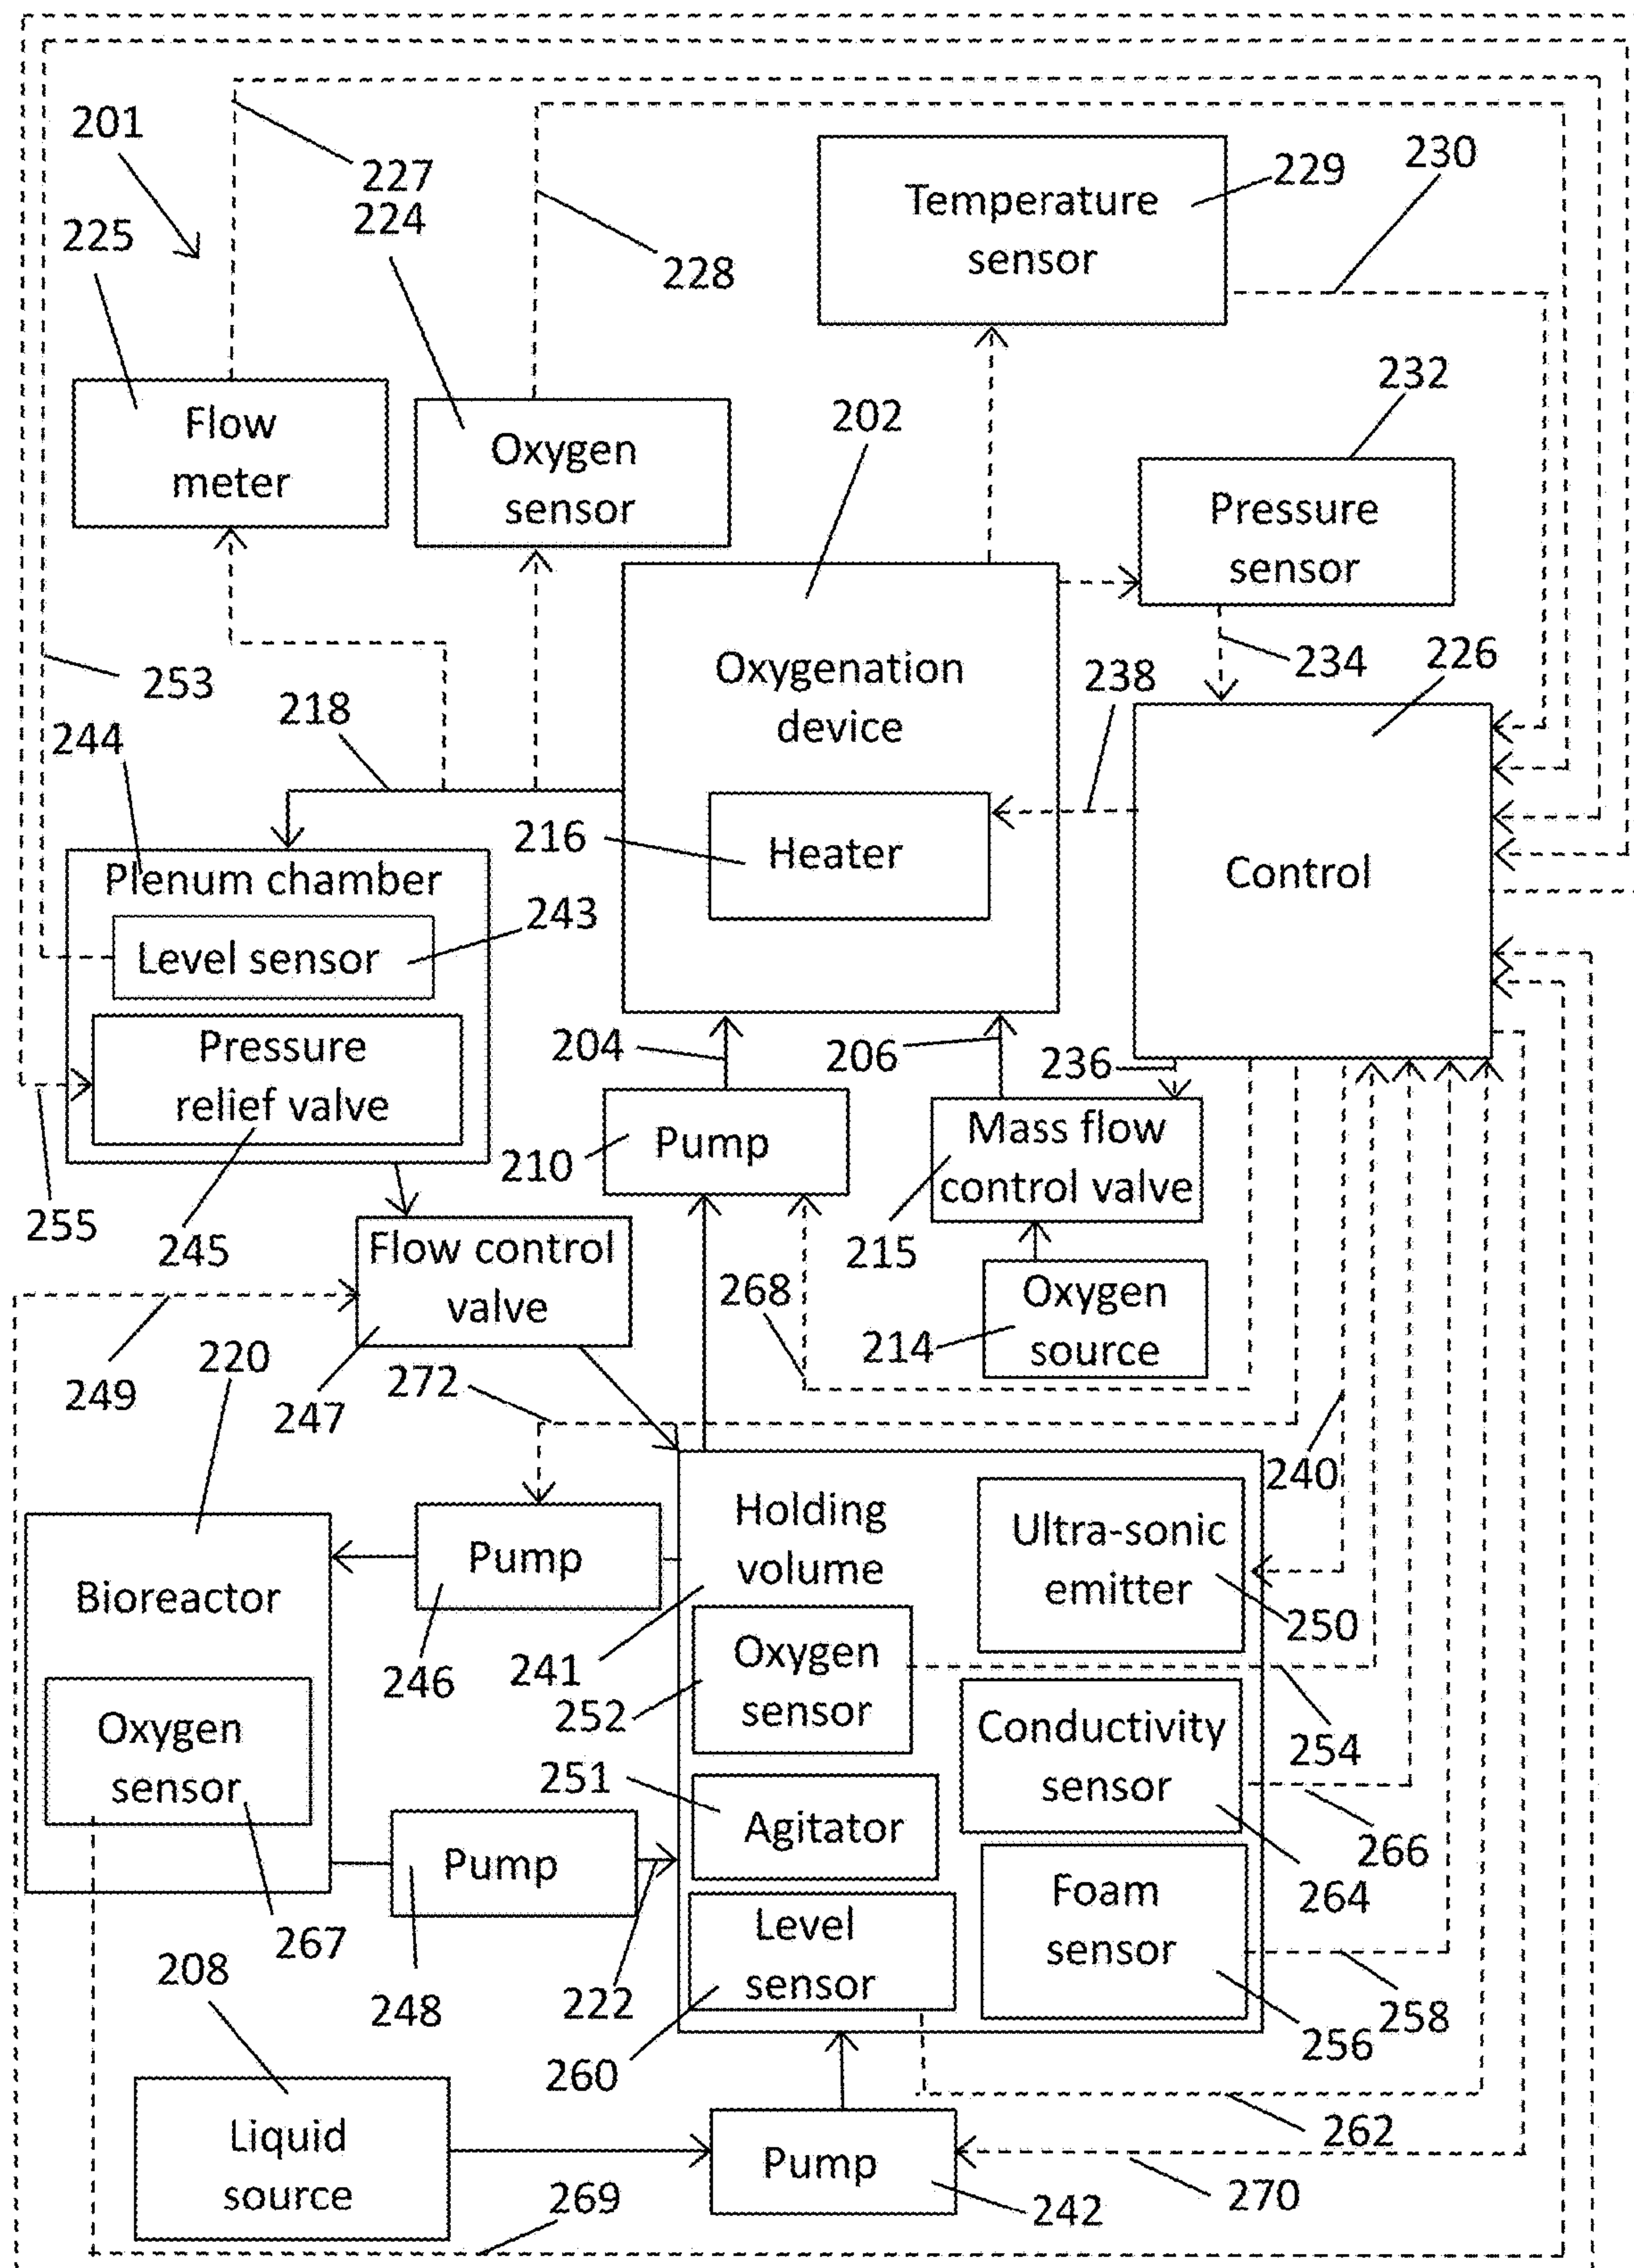 201
227
225
224
228
Temperature
sensor
229
230
232
Flow
meter
Oxygen
sensor
202
Pressure
sensor
253
218
244
Oxygenation
device
238
234
226
216
Heater
Control
Plenum chamber
Level sensor
243
Pressure
relief valve
204
206
236
210
Pump
Mass flow
control valve
255
245
215
Flow control
valve
268
Oxygen
source
214
249
220
247
272
240
Holding
volume
Ultra-sonic
emitter
250
Bioreactor
Pump
246
241
252
Oxygen
sensor
Oxygen
sensor
Conductivity
sensor
254
251
Agitator
266
264
267
Pump
248
222
Level
sensor
Foam
sensor
258
256
260
208
Liquid
source
Pump
262
270
242
269